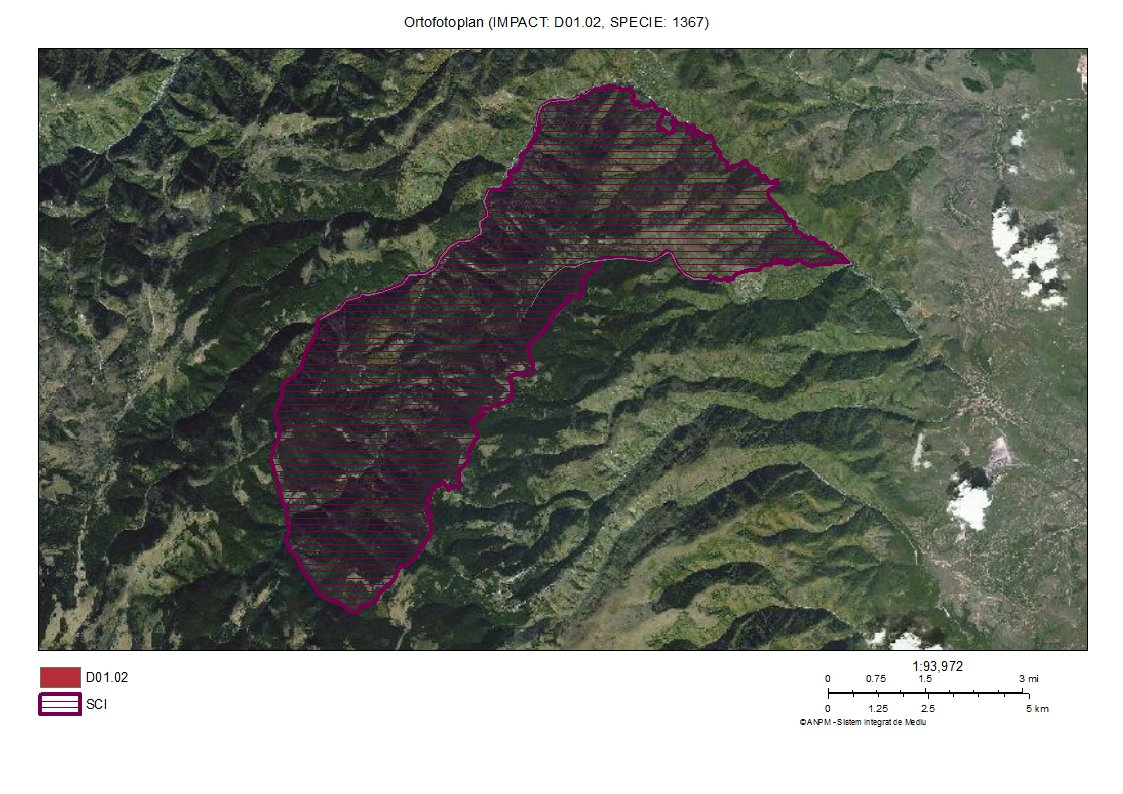 Ortofotoplan (IMPACT: D01.02, SPECIE: 1367)
D01.02
SCI
1:93,972
0 0.75 1.5 3 mi
0 1.25 2.5 5 km
©ANPM - Sistem Integrat de Mediu